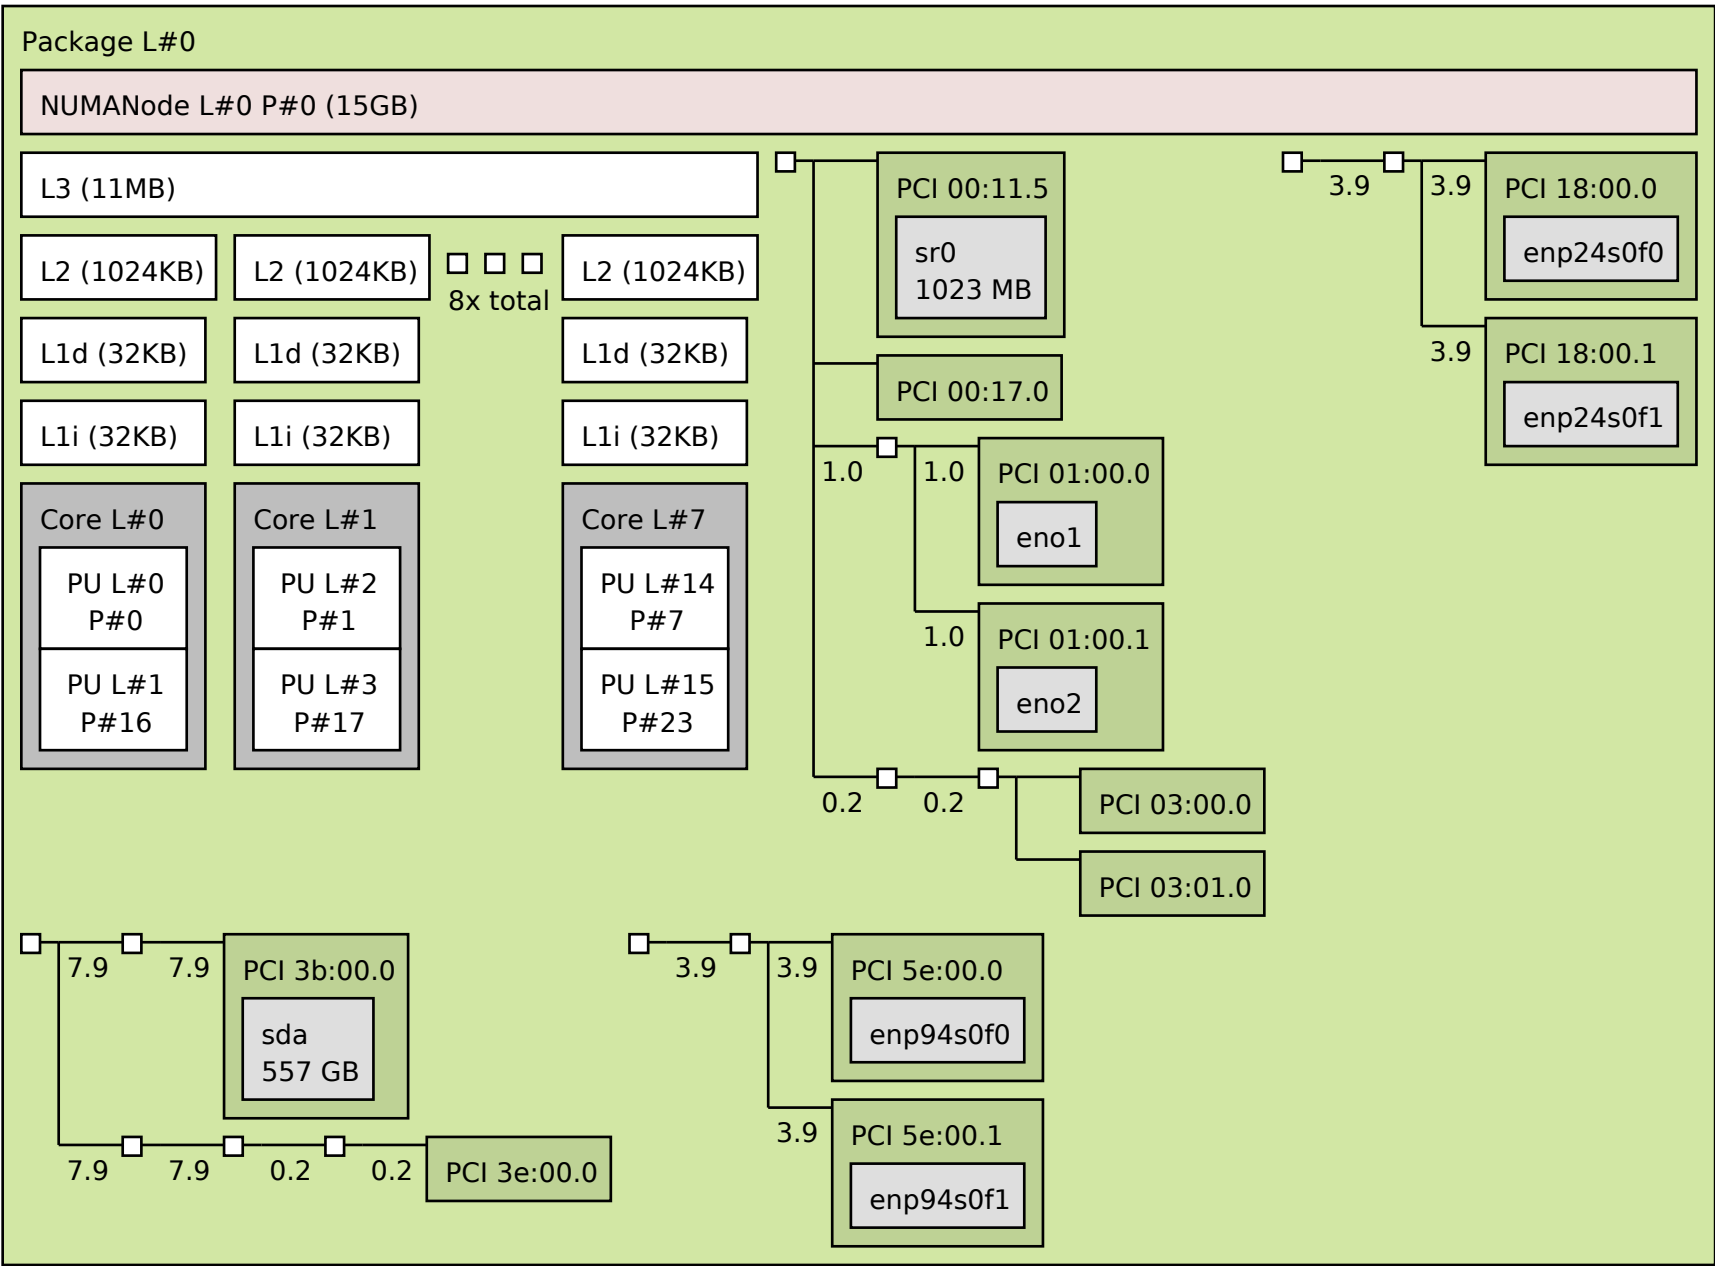 Package L#0
NUMANode L#0 P#0 (15GB)
L3 (11MB)
L2 (1024KB)
L2 (1024KB)
8x total
L2 (1024KB)
L1d (32KB)
L1d (32KB)
L1d (32KB)
L1i (32KB)
L1i (32KB)
L1i (32KB)
Core L#0
PU L#0
P#0
PU L#1
P#16
Core L#1
PU L#2
P#1
PU L#3
P#17
Core L#7
PU L#14
P#7
PU L#15
P#23
PCI 00:11.5
sr0
1023 MB
PCI 00:17.0
1.0
1.0
PCI 01:00.0
eno1
1.0
PCI 01:00.1
eno2
0.2
0.2
PCI 03:00.0
PCI 03:01.0
3.9
3.9
PCI 18:00.0
enp24s0f0
3.9
PCI 18:00.1
enp24s0f1
7.9
7.9
PCI 3b:00.0
sda
557 GB
7.9
7.9
0.2
0.2
PCI 3e:00.0
3.9
3.9
PCI 5e:00.0
enp94s0f0
3.9
PCI 5e:00.1
enp94s0f1